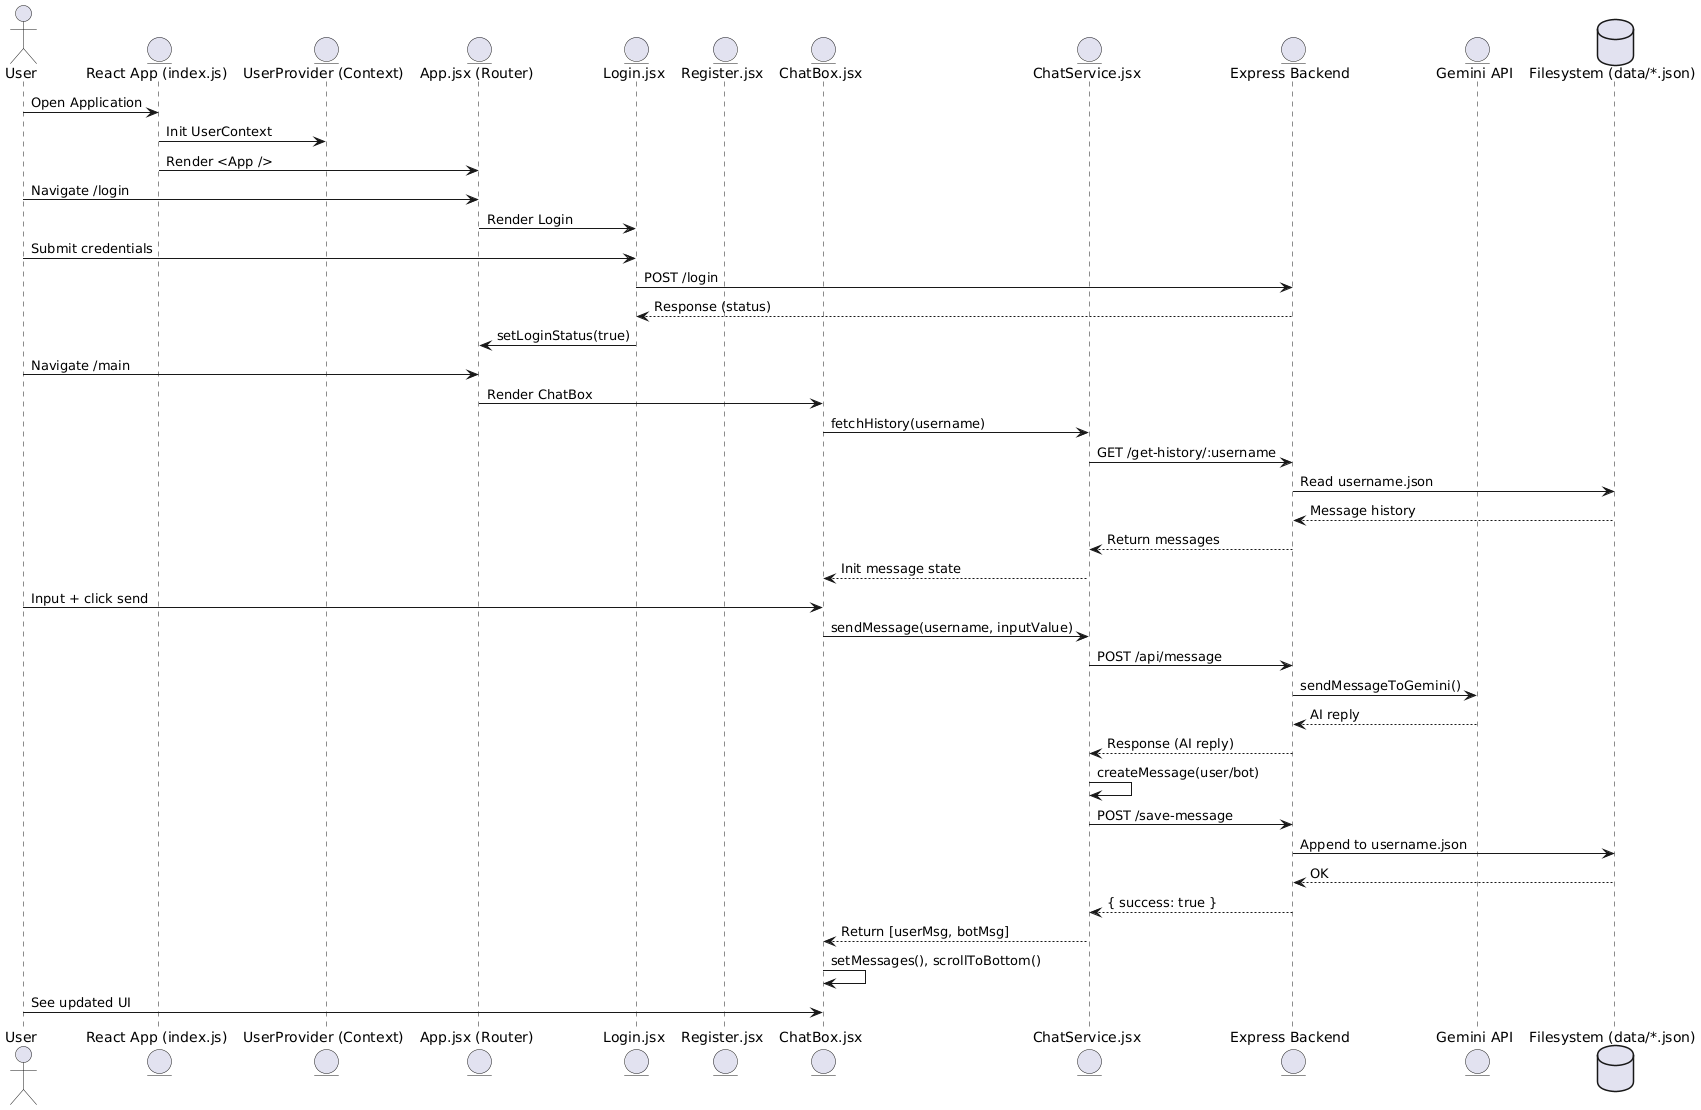 User
React App (index.js)
UserProvider (Context)
App.jsx (Router)
Login.jsx
Register.jsx
ChatBox.jsx
ChatService.jsx
Express Backend
Gemini API
Filesystem (data/*.json)
Open Application
Init UserContext
Render <App />
Navigate /login
Render Login
Submit credentials
POST /login
Response (status)
setLoginStatus(true)
Navigate /main
Render ChatBox
fetchHistory(username)
GET /get-history/:username
Read username.json
Message history
Return messages
Init message state
Input + click send
sendMessage(username, inputValue)
POST /api/message
sendMessageToGemini()
AI reply
Response (AI reply)
createMessage(user/bot)
POST /save-message
Append to username.json
OK
{ success: true }
Return [userMsg, botMsg]
setMessages(), scrollToBottom()
See updated UI
User
React App (index.js)
UserProvider (Context)
App.jsx (Router)
Login.jsx
Register.jsx
ChatBox.jsx
ChatService.jsx
Express Backend
Gemini API
Filesystem (data/*.json)